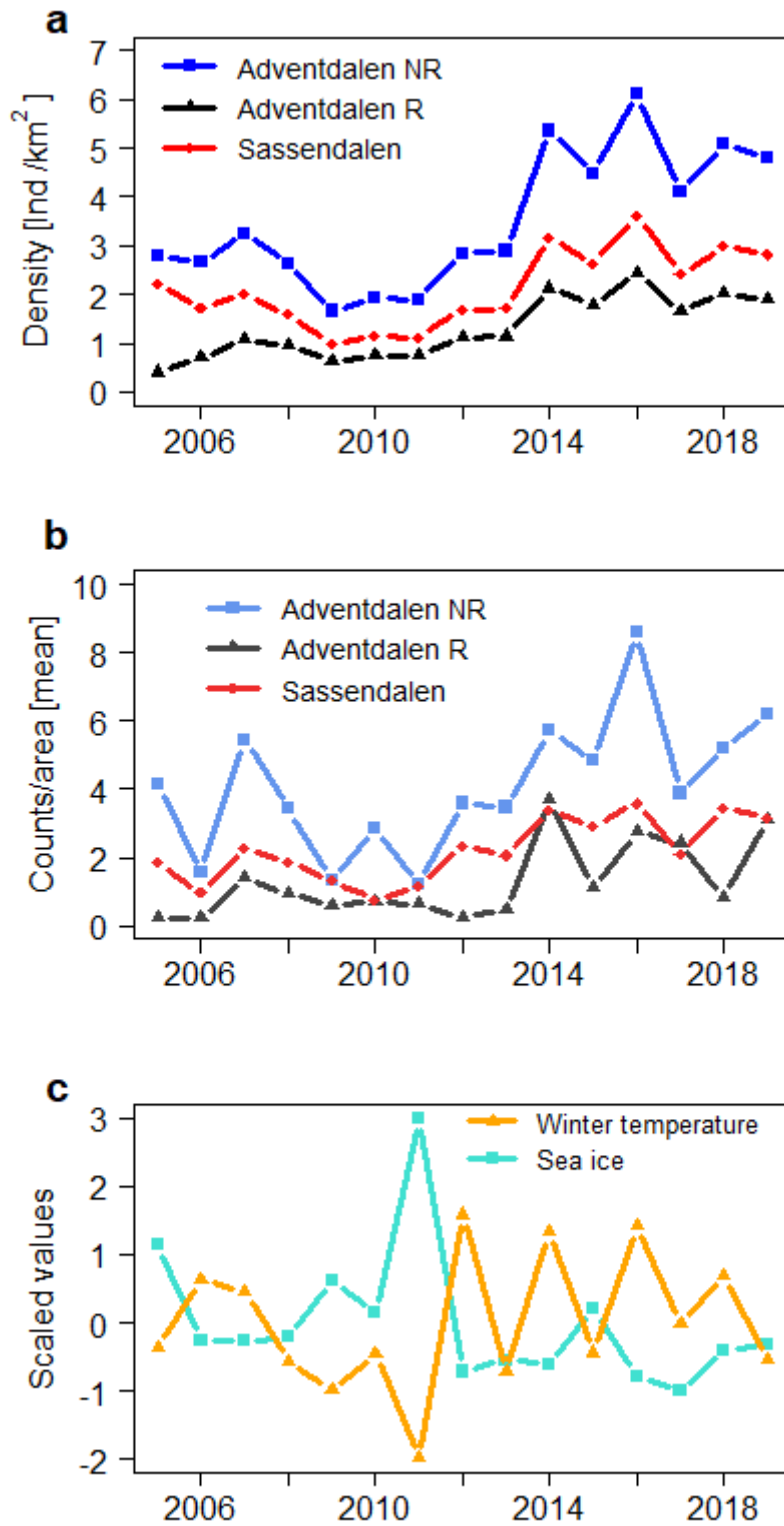 a
Density [Ind /km²]
7
6
5
4
3
2
1
0
Adventdalen NR
Adventdalen R
Sassendalen
2006 2010 2014 2018
b
Counts/area [mean]
10
8
6
4
2
0
Adventdalen NR
Adventdalen R
Sassendalen
2006 2010 2014 2018
c
Scaled values
3
2
1
0
-1
-2
Winter temperature
Sea ice
2006 2010 2014 2018